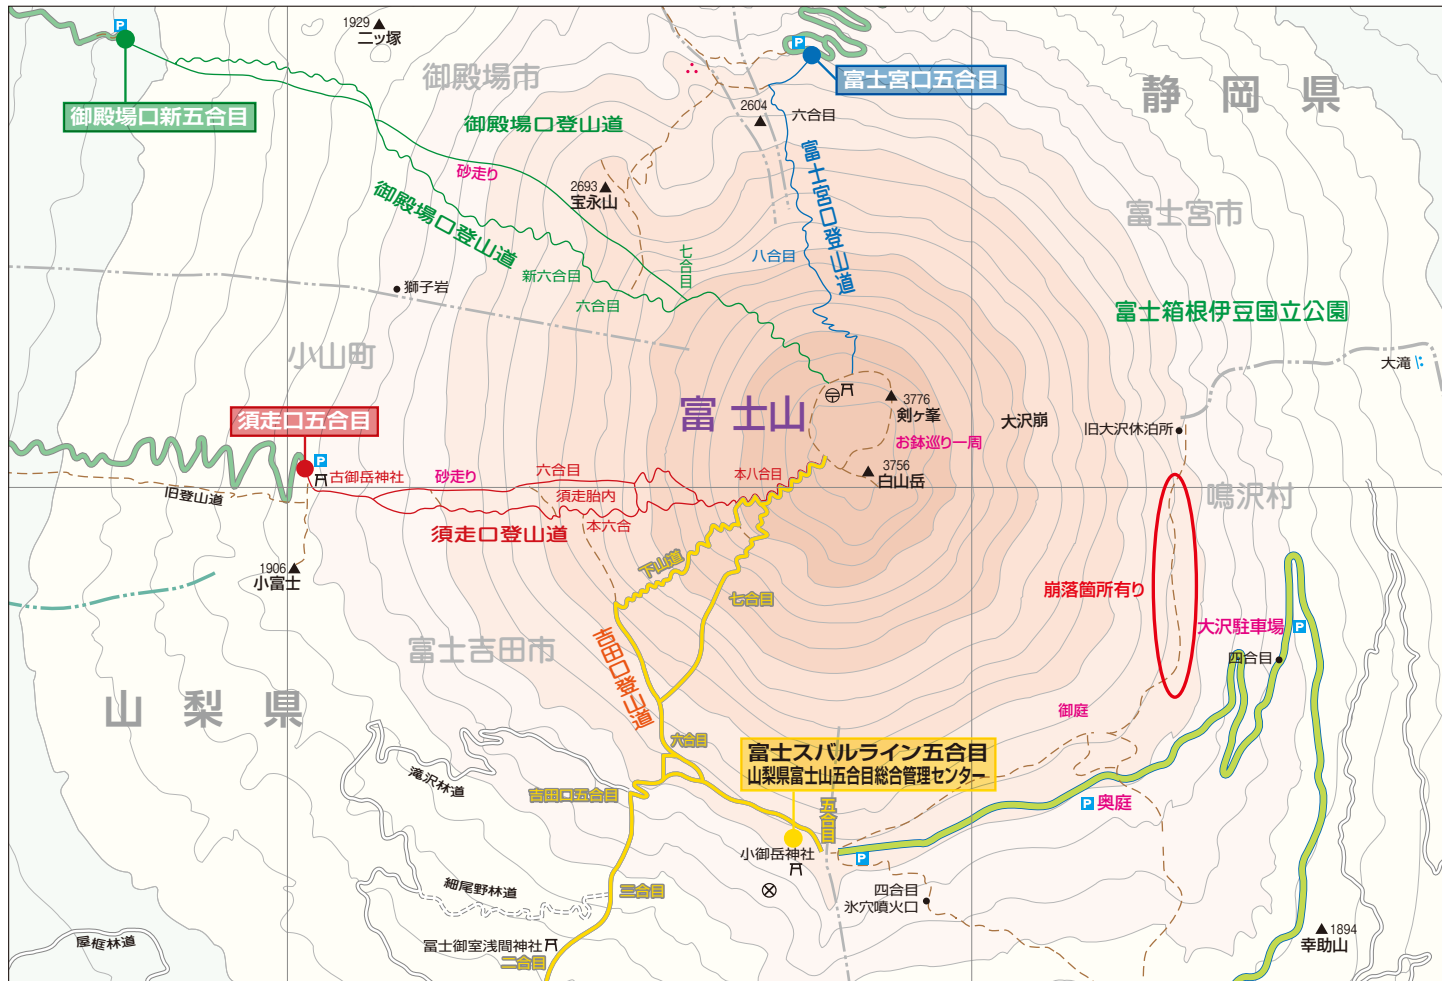 1929
二ッ塚
P
P
御殿場市
富士宮口五合目
静岡県
御殿場口新五合目
御殿場口登山道
2604
六合目
砂走り
富士宮口登山道
2693
宝永山
御殿場口登山道
富士宮市
七合目
八合目
新六合目
六合目
獅子岩
富士箱根伊豆国立公園
小山町
大滝
富士山
3776
剣ヶ峯
大沢崩
旧大沢休泊所
お鉢巡り一周
須走口五合目
P
古御岳神社
砂走り
六合目
本八合目
3756
白山岳
旧登山道
須走胎内
鳴沢村
須走口登山道
本六合
下山道
1906
小富士
七合目
崩落箇所有り
大沢駐車場
P
四合目
富士吉田市
吉田口登山道
山梨県
御庭
六合目
富士スバルライン五合目
山梨県富士山五合目総合管理センター
滝沢林道
吉田口五合目
五合目
P
奥庭
小御岳神社
P
細尾野林道
三合目
四合目
氷穴噴火口
屋框林道
冨士御室浅間神社
二合目
1894
幸助山